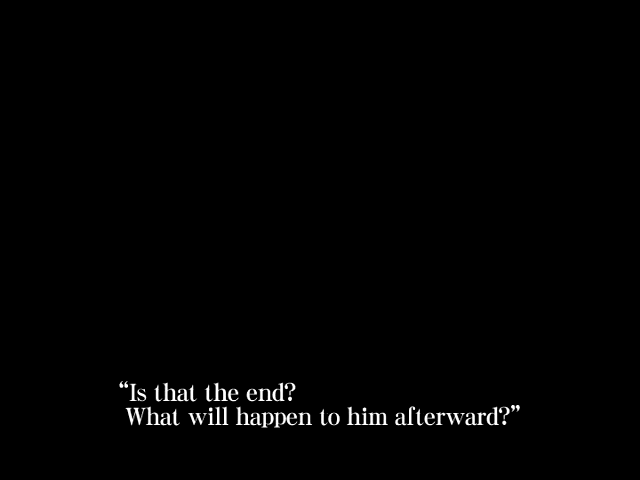 “Is that the end?
What will happen to him afterward?”